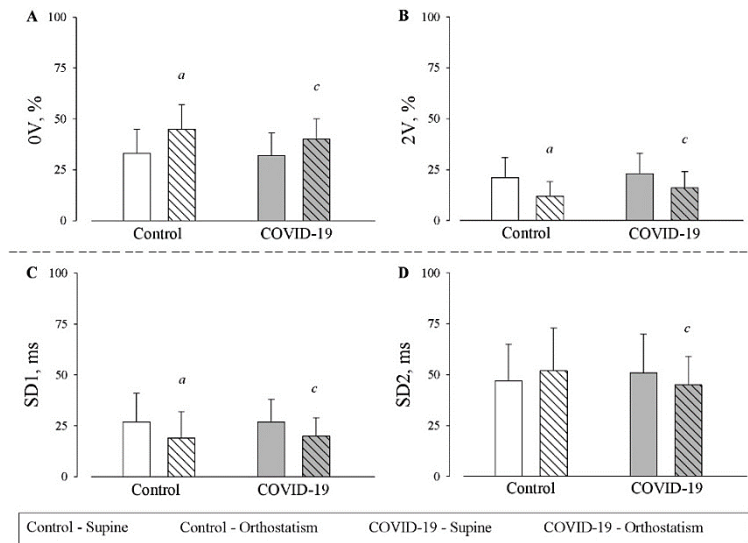 A
100
75
50
25
0
0V, %
a
c
Control
COVID-19
B
100
75
50
25
0
2V, %
a
c
Control
COVID-19
C
100
75
50
25
0
SD1, ms
a
c
Control
COVID-19
D
100
75
50
25
0
SD2, ms
c
Control
COVID-19
Control - Supine Control - Orthostatism COVID-19 - Supine COVID-19 - Orthostatism